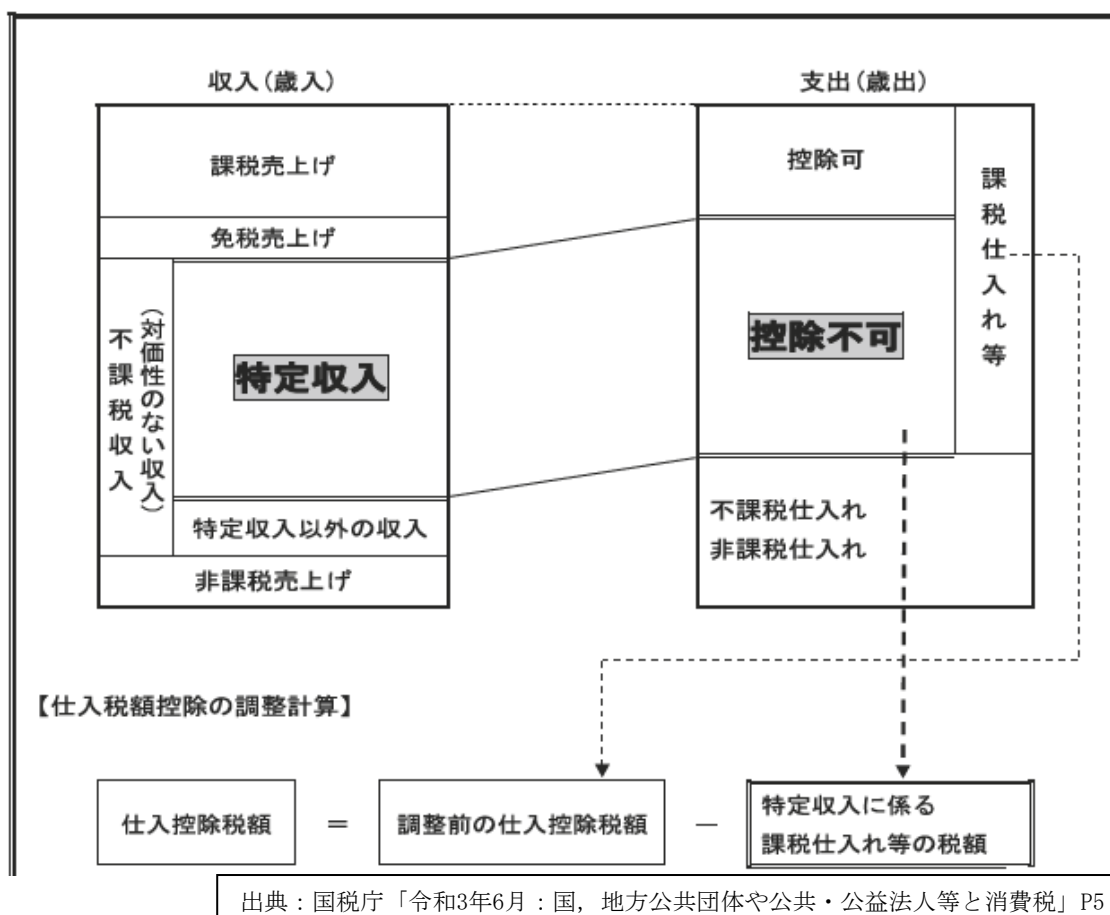 収入(歳入)
支出(歳出)
課税売上げ
免税売上げ
不課税収入
(対価性のない収入)
特定収入
特定収入以外の収入
非課税売上げ
控除可
控除不可
課税仕入れ等
不課税仕入れ
非課税仕入れ
【仕入税額控除の調整計算】
仕入控除税額 = 調整前の仕入控除税額 − 特定収入に係る
課税仕入れ等の税額
出典：国税庁「令和3年6月：国，地方公共団体や公共・公益法人等と消費税」P5